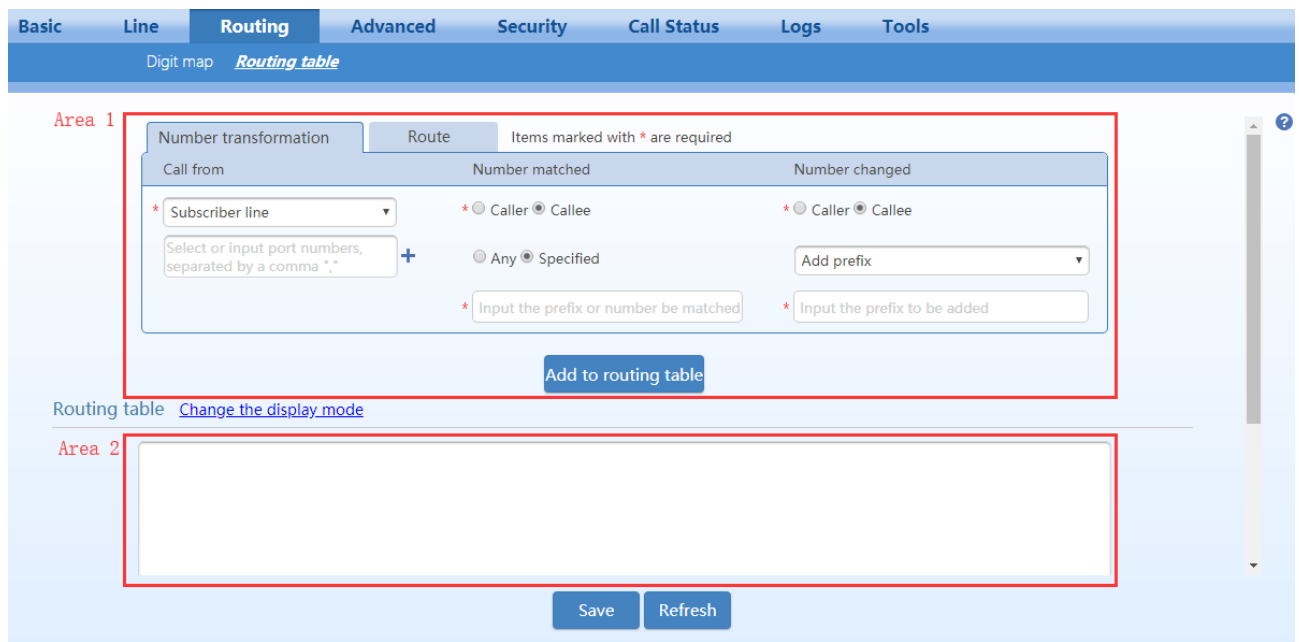 Basic Line Routing Advanced Security Call Status Logs Tools
Digit map Routing table
Area 1
Number transformation Route Items marked with * are required
Call from Number matched Number changed
* Subscriber line * Caller Callee * Caller Callee
Select or input port numbers,
separated by a comma "," + Any Specified Add prefix
* Input the prefix or number be matched * Input the prefix to be added
Add to routing table
Routing table Change the display mode
Area 2
Save Refresh